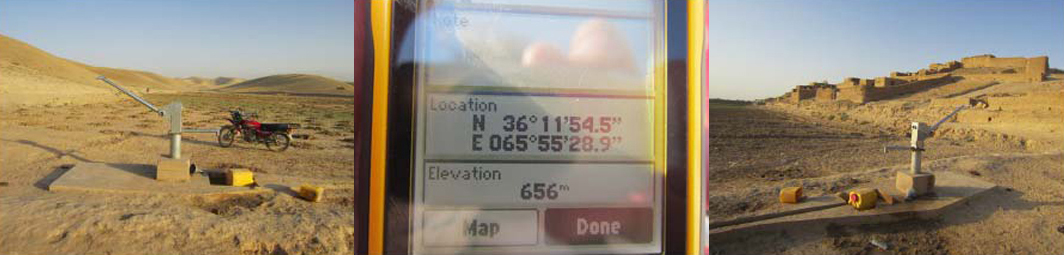 Note
Location
N 36°11'54.5"
E 065°55'28.9"
Elevation
656m
Map
Done